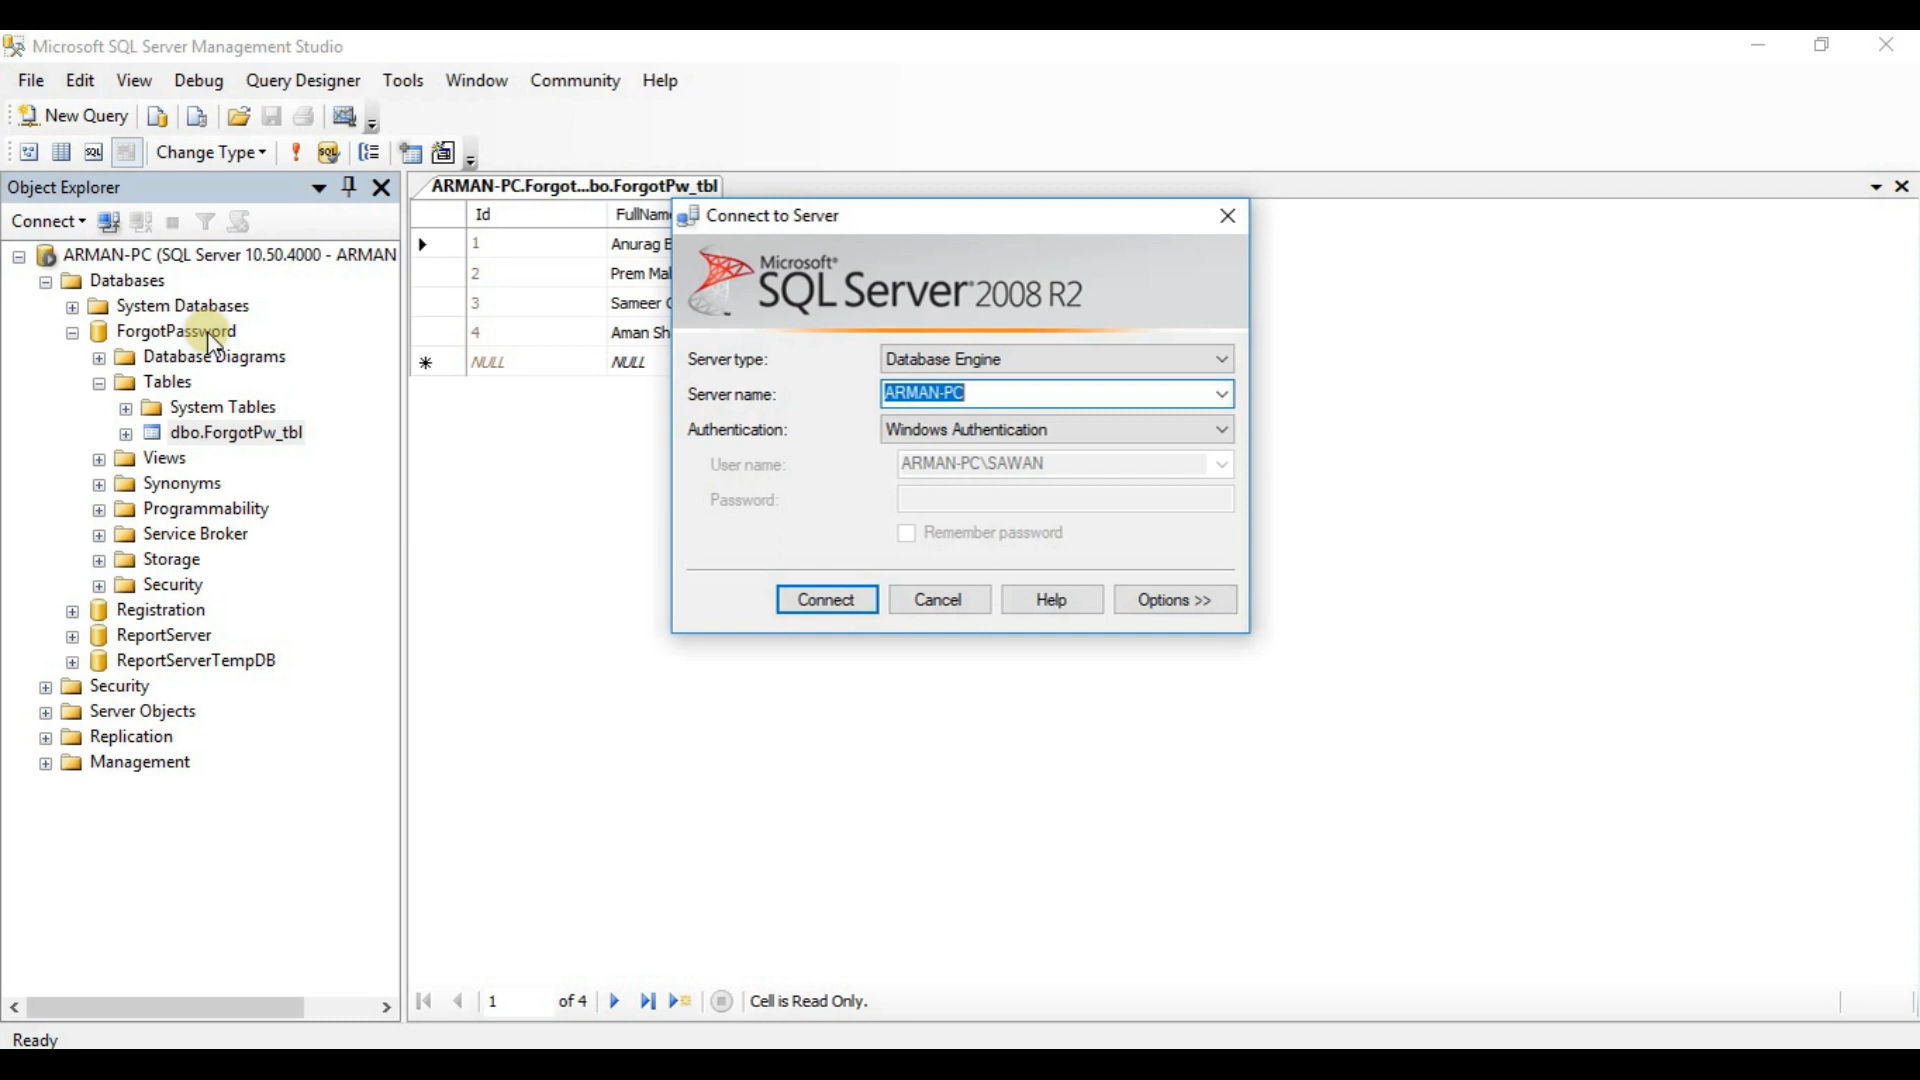 Microsoft SQL Server Management Studio
File Edit View Debug Query Designer Tools Window Community Help
New Query
Change Type
Object Explorer
Connect
ARMAN-PC (SQL Server 10.50.4000 - ARMAN
Databases
System Databases
ForgotPassword
Database Diagrams
Tables
System Tables
dbo.ForgotPw_tbl
Views
Synonyms
Programmability
Service Broker
Storage
Security
Registration
ReportServer
ReportServerTempDB
Security
Server Objects
Replication
Management
ARMAN-PC.Forgot...bo.ForgotPw_tbl
Id FullName
1 Anurag
2 Prem
3 Sameer
4 Aman
NULL NULL
Connect to Server
Microsoft®
SQL Server® 2008 R2
Server type: Database Engine
Server name: ARMAN-PC
Authentication: Windows Authentication
User name: ARMAN-PC\SAWAN
Password:
Remember password
Connect Cancel Help Options >>
1 of 4 Cell is Read Only.
Ready